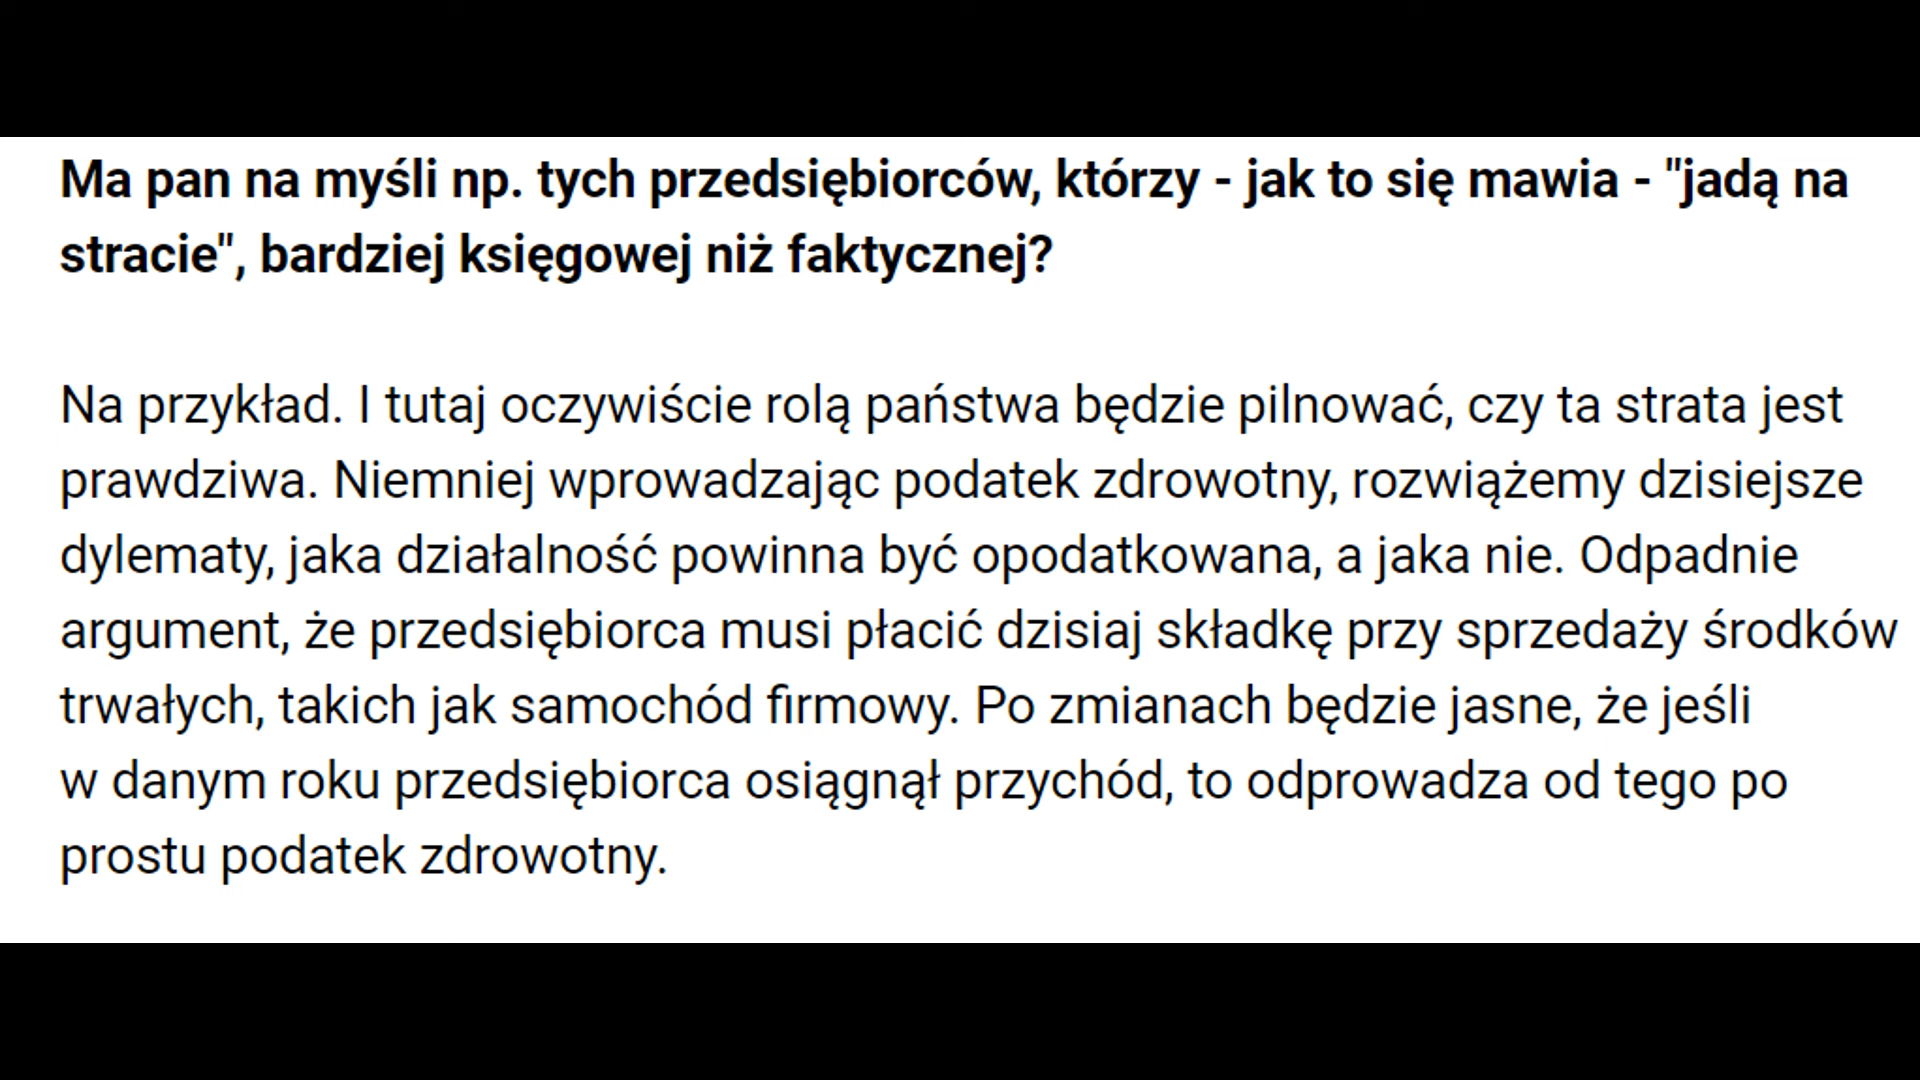 Ma pan na myśli np. tych przedsiębiorców, którzy - jak to się mawia - "jadą na
stracie", bardziej księgowej niż faktycznej?
Na przykład. I tutaj oczywiście rolą państwa będzie pilnować, czy ta strata jest
prawdziwa. Niemniej wprowadzając podatek zdrowotny, rozwiążemy dzisiejsze
dylematy, jaka działalność powinna być opodatkowana, a jaka nie. Odpadnie
argument, że przedsiębiorca musi płacić dzisiaj składkę przy sprzedaży środków
trwałych, takich jak samochód firmowy. Po zmianach będzie jasne, że jeśli
w danym roku przedsiębiorca osiągnął przychód, to odprowadza od tego po
prostu podatek zdrowotny.